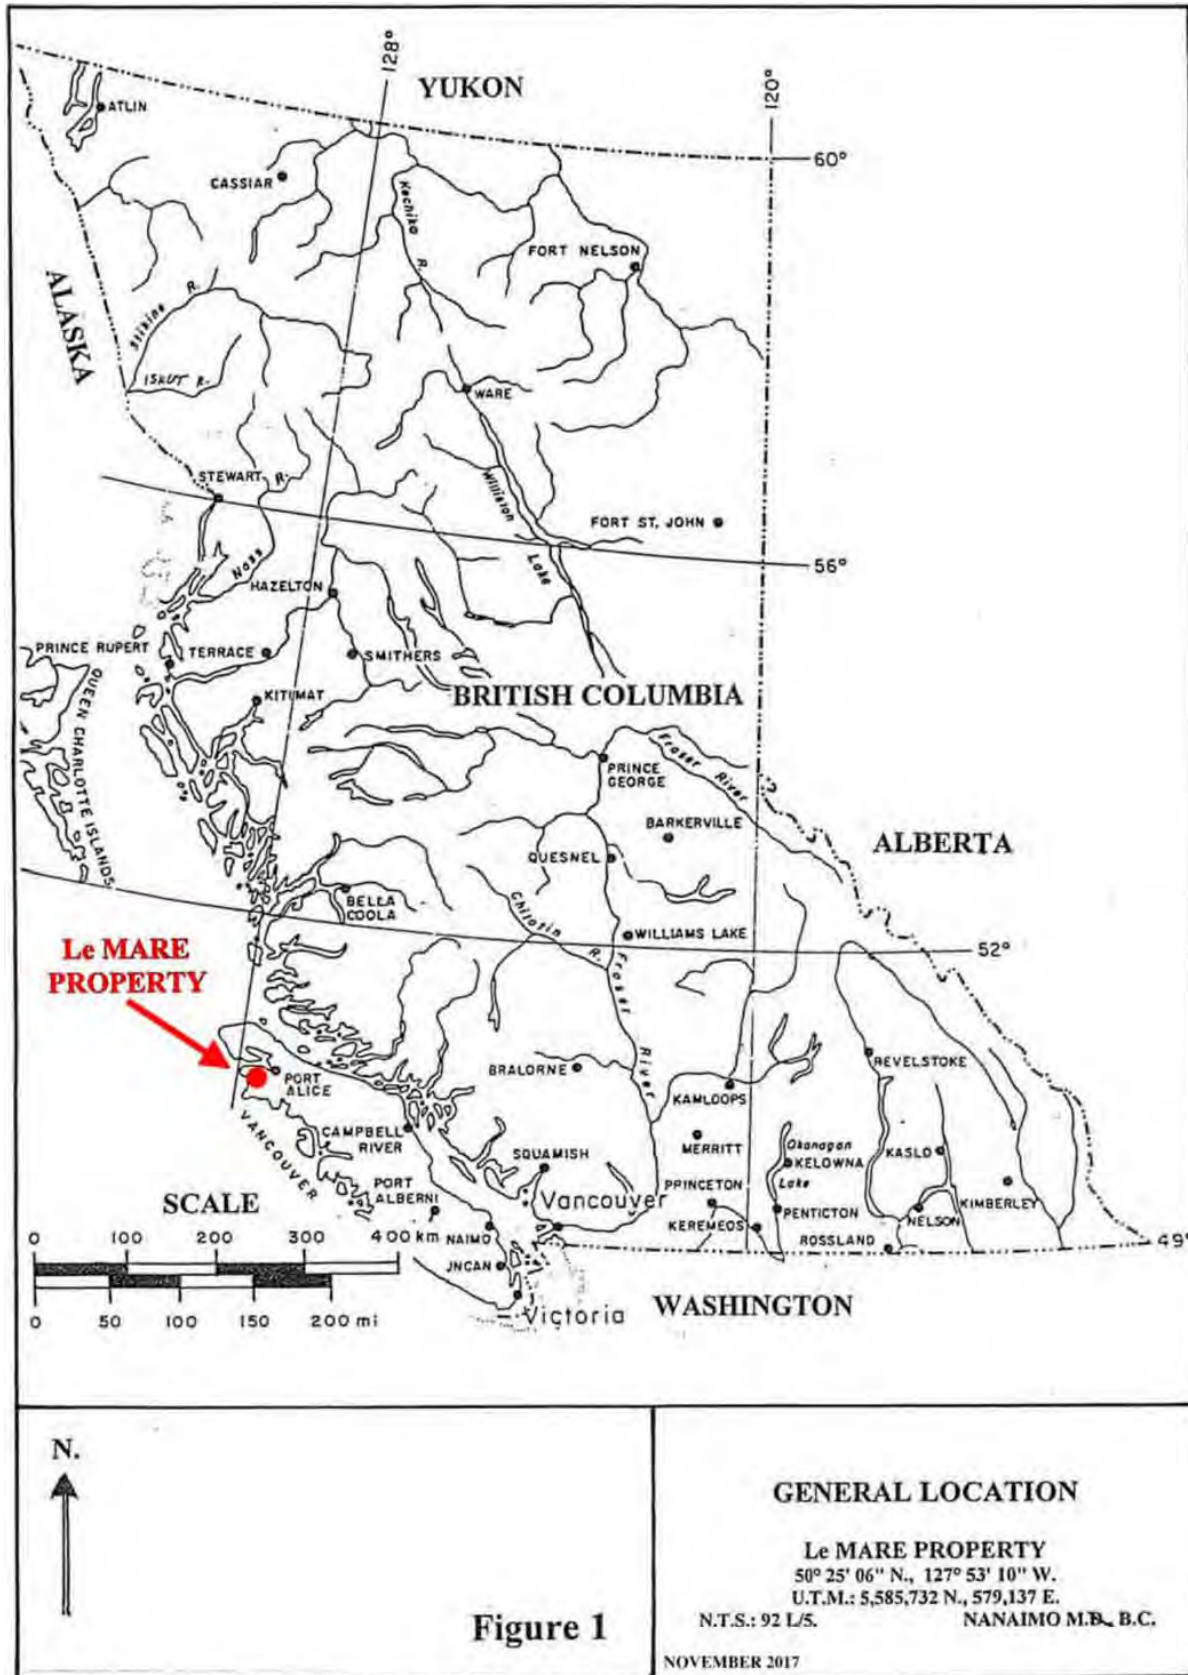 128°
YUKON
120°
ATLIN
60°
CASSIAR
Kechika
R.
FORT NELSON
ALASKA
Stikine R.
ISKUT R.
WARE
STEWART
R.
Williston
Lake
FORT ST. JOHN
56°
Nass
HAZELTON
PRINCE RUPERT
TERRACE
SMITHERS
QUEEN CHARLOTTE ISLANDS
KITIMAT
BRITISH COLUMBIA
Fraser River
PRINCE
GEORGE
BARKERVILLE
ALBERTA
QUESNEL
BELLA
COOLA
Chilotin
R.
Fraser
River
WILLIAMS LAKE
52°
Le MARE
PROPERTY
PORT
ALICE
BRALORNE
REVELSTOKE
KAMLOOPS
VANCOUVER
CAMPBELL
RIVER
MERRITT
Okanagan
KELOWNA
Lake
KASLO
SQUAMISH
SCALE
PORT
ALBERNI
Vancouver
PRINCETON
PENTICTON
KIMBERLEY
NELSON
KEREMEOS
ROSSLAND
49°
0 100 200 300 400 km
NAIMO
JNCAN
0 50 100 150 200 mi
Victoria
WASHINGTON
N.
Figure 1
GENERAL LOCATION
Le MARE PROPERTY
50° 25' 06" N., 127° 53' 10" W.
U.T.M.: 5,585,732 N., 579,137 E.
N.T.S.: 92 L/5. NANAIMO M.D. B.C.
NOVEMBER 2017